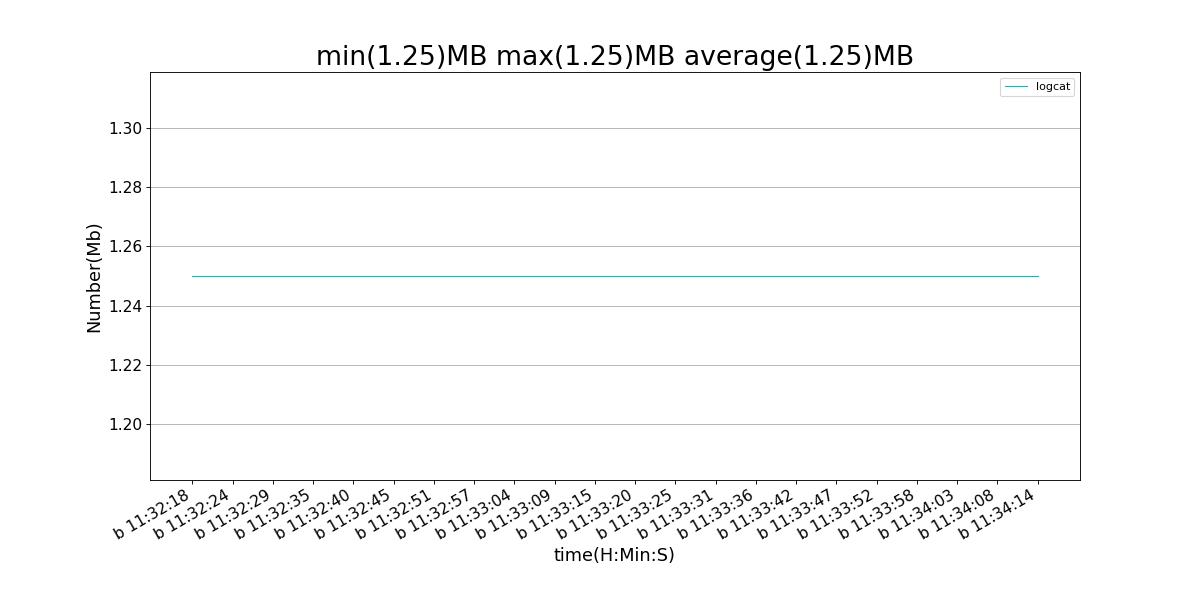 min(1.25)MB max(1.25)MB average(1.25)MB
logcat
1.30
1.28
1.26
1.24
1.22
1.20
Number(Mb)
b 11:32:18
b 11:32:24
b 11:32:29
b 11:32:35
b 11:32:40
b 11:32:45
b 11:32:51
b 11:32:57
b 11:33:04
b 11:33:09
b 11:33:15
b 11:33:20
b 11:33:25
b 11:33:31
b 11:33:36
b 11:33:42
b 11:33:47
b 11:33:52
b 11:33:58
b 11:34:03
b 11:34:08
b 11:34:14
time(H:Min:S)